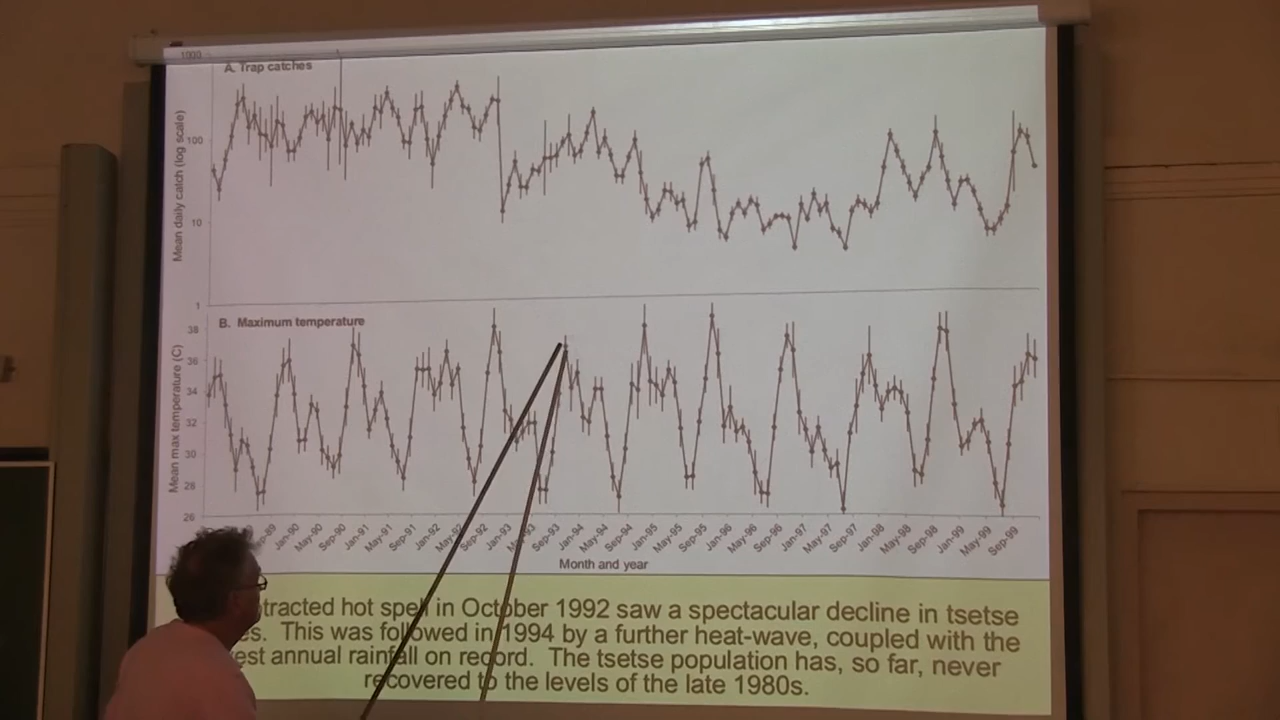 A. Trap catches
1000
100
10
1
Mean daily catch (log scale)
B. Maximum temperature
38
36
34
32
30
28
26
Mean max temperature (C)
Jan-90 May-90 Sep-90 Jan-91 May-91 Sep-91 Jan-92 May-92 Sep-92 Jan-93 Sep-93 Jan-94 May-94 Sep-94 Jan-95 May-95 Sep-95 Jan-96 May-96 Sep-96 Jan-97 May-97 Sep-97 Jan-98 May-98 Sep-98 Jan-99 May-99 Sep-99
Month and year
tracted hot spell in October 1992 saw a spectacular decline in tsetse
es. This was followed in 1994 by a further heat-wave, coupled with the
est annual rainfall on record. The tsetse population has, so far, never
recovered to the levels of the late 1980s.